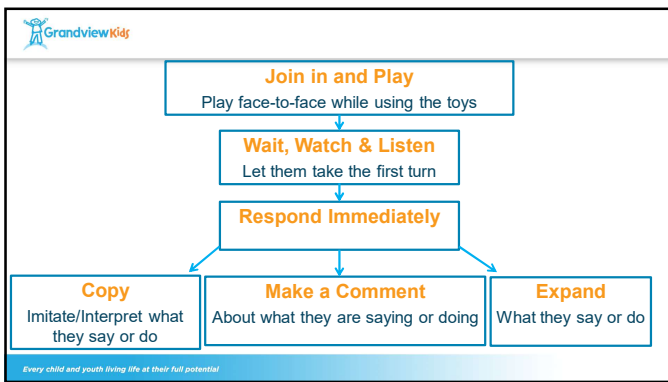 GrandviewKids
Join in and Play
Play face-to-face while using the toys
Wait, Watch & Listen
Let them take the first turn
Respond Immediately
Copy
Imitate/Interpret what
they say or do
Make a Comment
About what they are saying or doing
Expand
What they say or do
Every child and youth living life at their full potential